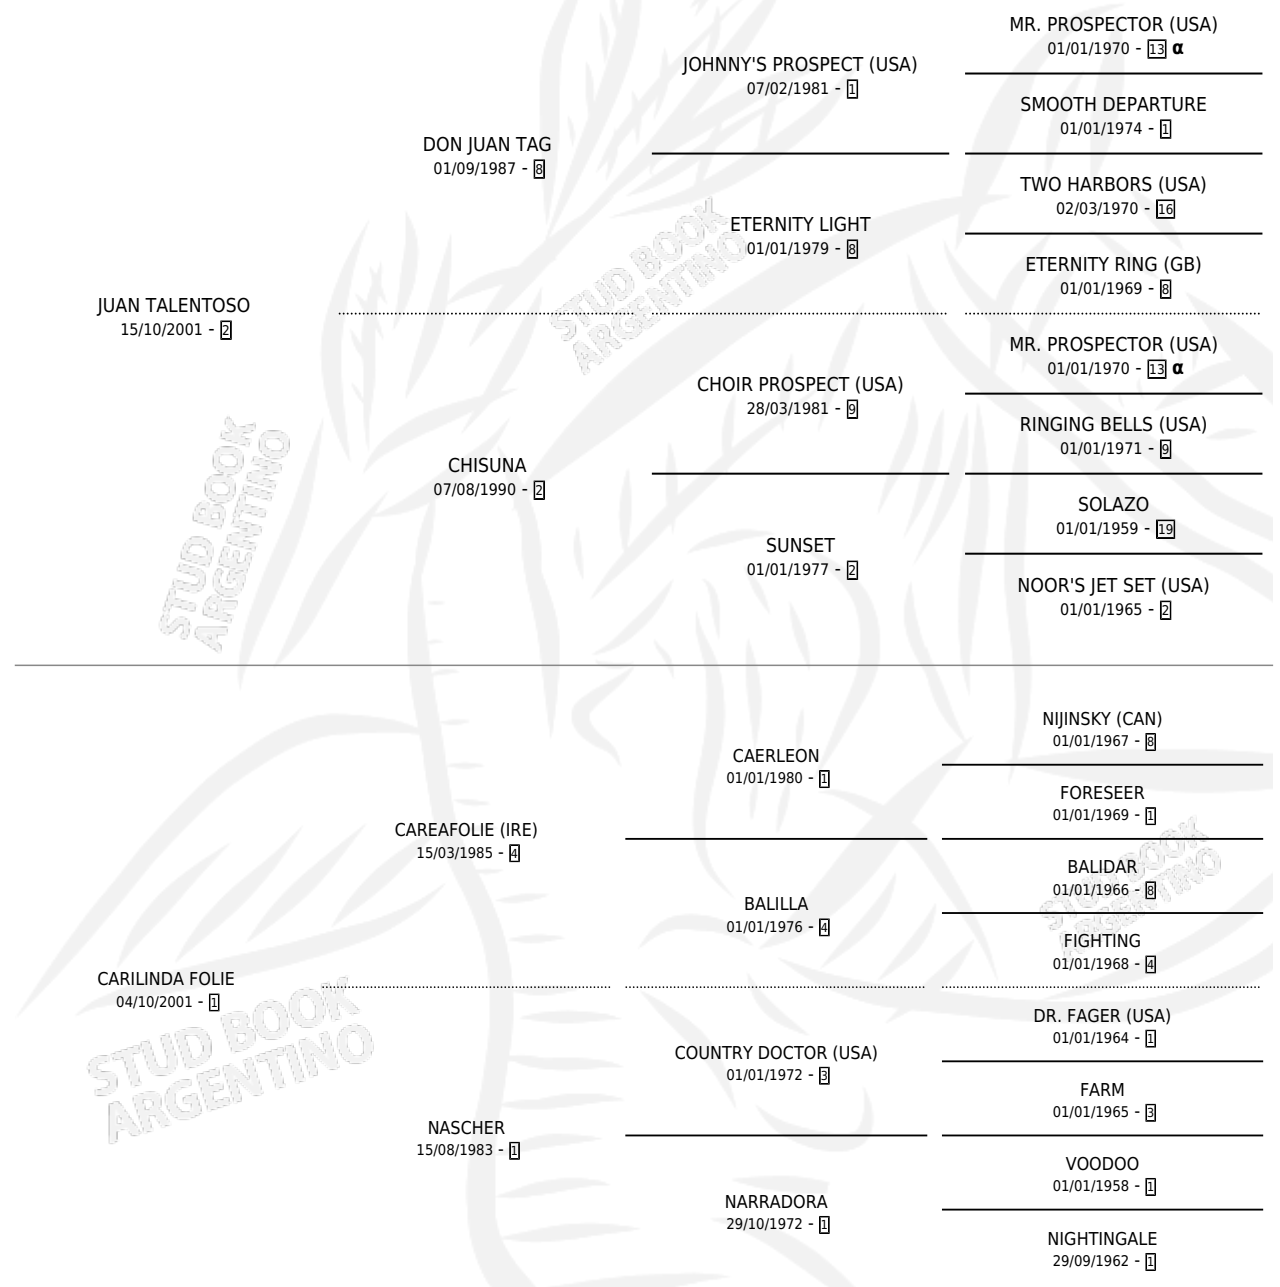 MR. PROSPECTOR (USA)
01/01/1970 - 13 α
JOHNNY'S PROSPECT (USA)
07/02/1981 - 1
SMOOTH DEPARTURE
01/01/1974 - 1
DON JUAN TAG
01/09/1987 - 8
TWO HARBORS (USA)
02/03/1970 - 16
ETERNITY LIGHT
01/01/1979 - 8
ETERNITY RING (GB)
01/01/1969 - 8
JUAN TALENTOSO
15/10/2001 - 2
MR. PROSPECTOR (USA)
01/01/1970 - 13 α
CHOIR PROSPECT (USA)
28/03/1981 - 9
RINGING BELLS (USA)
01/01/1971 - 9
CHISUNA
07/08/1990 - 2
SOLAZO
01/01/1959 - 19
SUNSET
01/01/1977 - 2
NOOR'S JET SET (USA)
01/01/1965 - 2
STUD BOOK
ARGENTINO
STUD BOOK
ARGENTINO
NIJINSKY (CAN)
01/01/1967 - 8
CAERLEON
01/01/1980 - 1
FORESEER
01/01/1969 - 1
CAREAFOLIE (IRE)
15/03/1985 - 4
BALIDAR
01/01/1966 - 8
BALILLA
01/01/1976 - 4
FIGHTING
01/01/1968 - 4
CARILINDA FOLIE
04/10/2001 - 1
DR. FAGER (USA)
01/01/1964 - 1
COUNTRY DOCTOR (USA)
01/01/1972 - 3
FARM
01/01/1965 - 3
NASCHER
15/08/1983 - 1
VOODOO
01/01/1958 - 1
NARRADORA
29/10/1972 - 1
NIGHTINGALE
29/09/1962 - 1
STUD BOOK
ARGENTINO
STUD BOOK
ARGENTINO